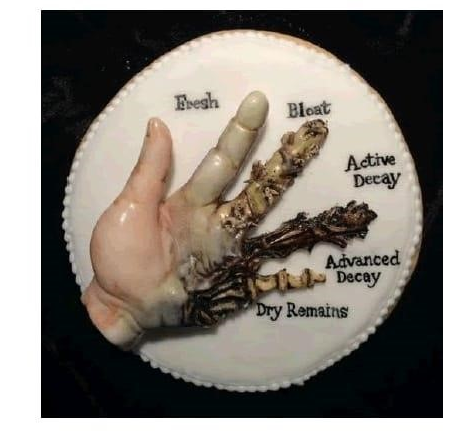 Fresh
Bloat
Active
Decay
Advanced
Decay
Dry Remains